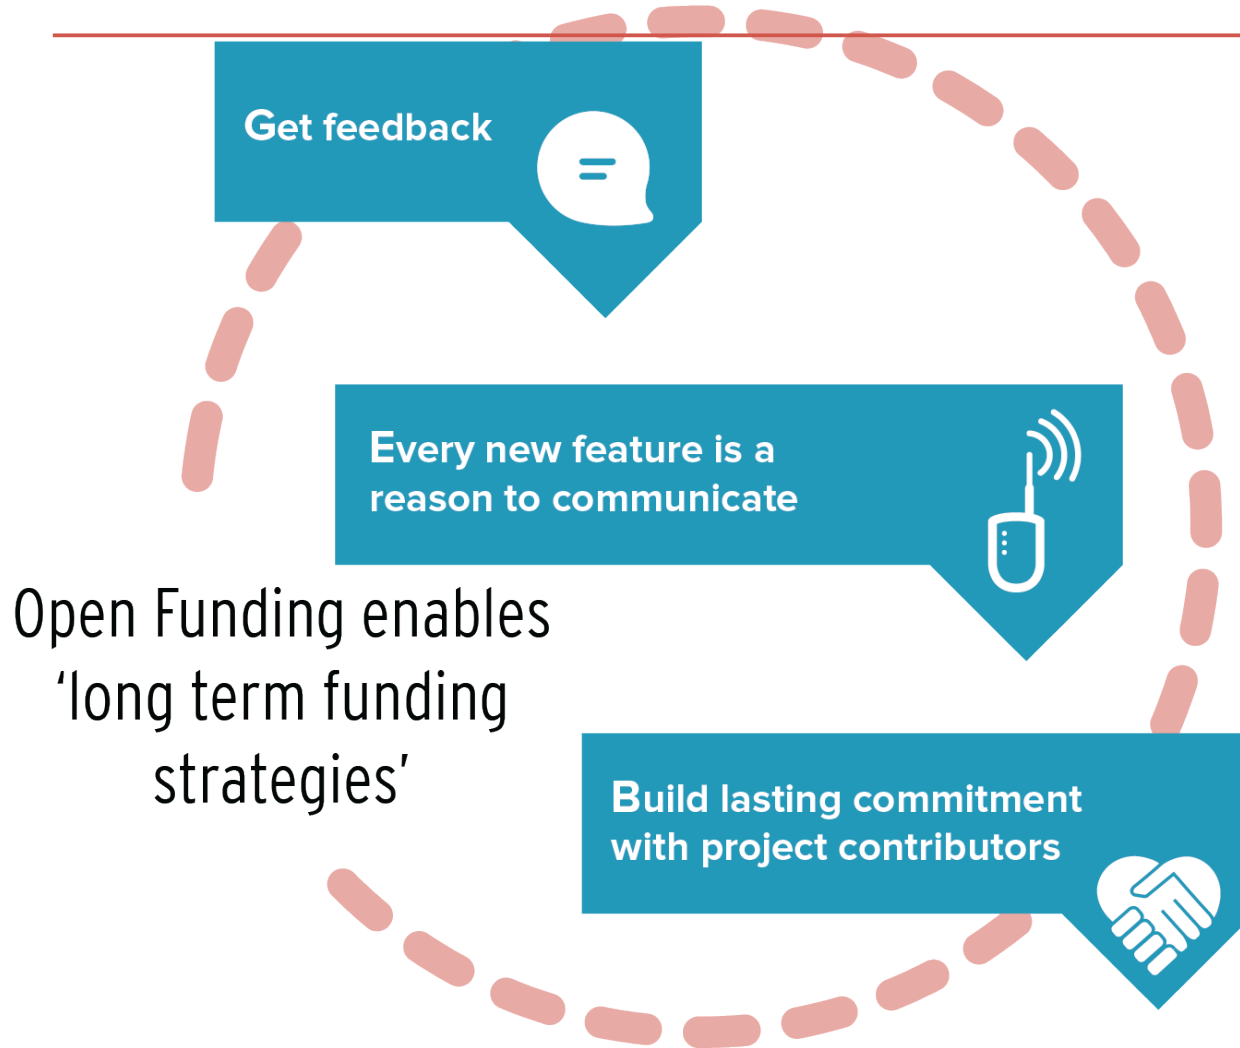 Get feedback
Every new feature is a
reason to communicate
Open Funding enables
‘long term funding
strategies’
Build lasting commitment
with project contributors